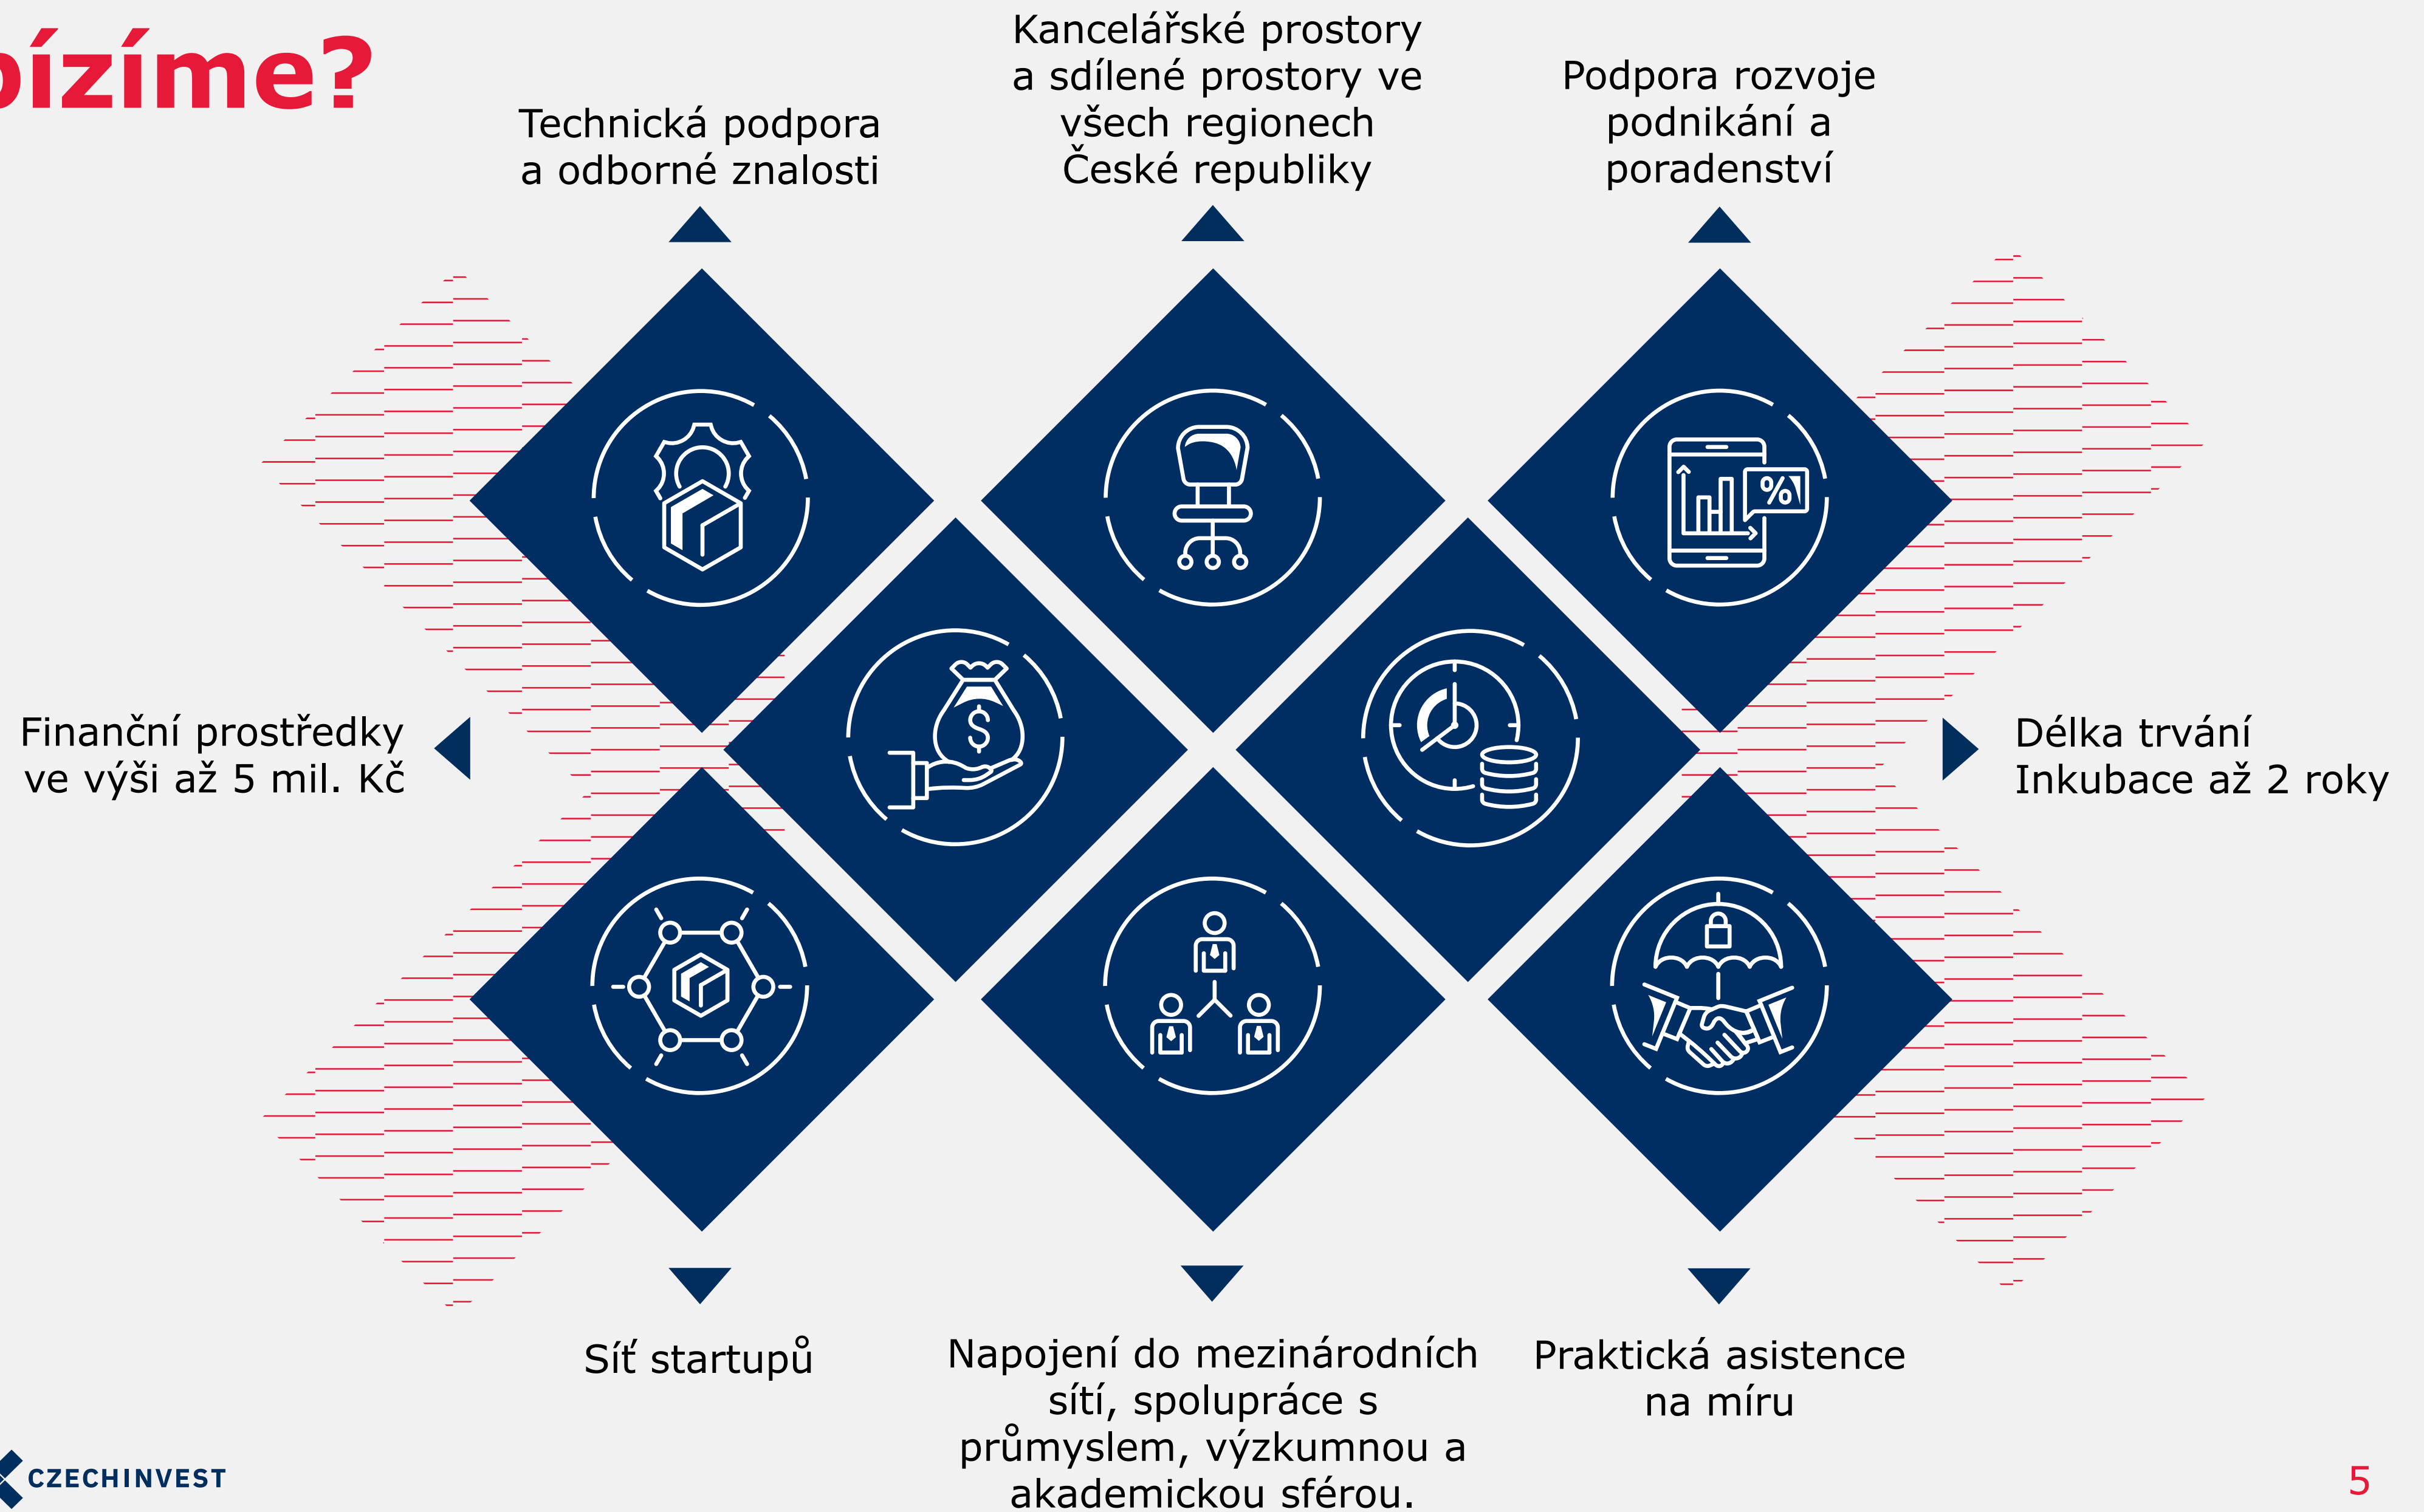 bízíme?
Technická podpora
a odborné znalosti
Kancelářské prostory
a sdílené prostory ve
všech regionech
České republiky
Podpora rozvoje
podnikání a
poradenství
%
$
Finanční prostředky
ve výši až 5 mil. Kč
Délka trvání
Inkubace až 2 roky
Síť startupů
Napojení do mezinárodních
sítí, spolupráce s
průmyslem, výzkumnou a
akademickou sférou.
Praktická asistence
na míru
CZECHINVEST
5